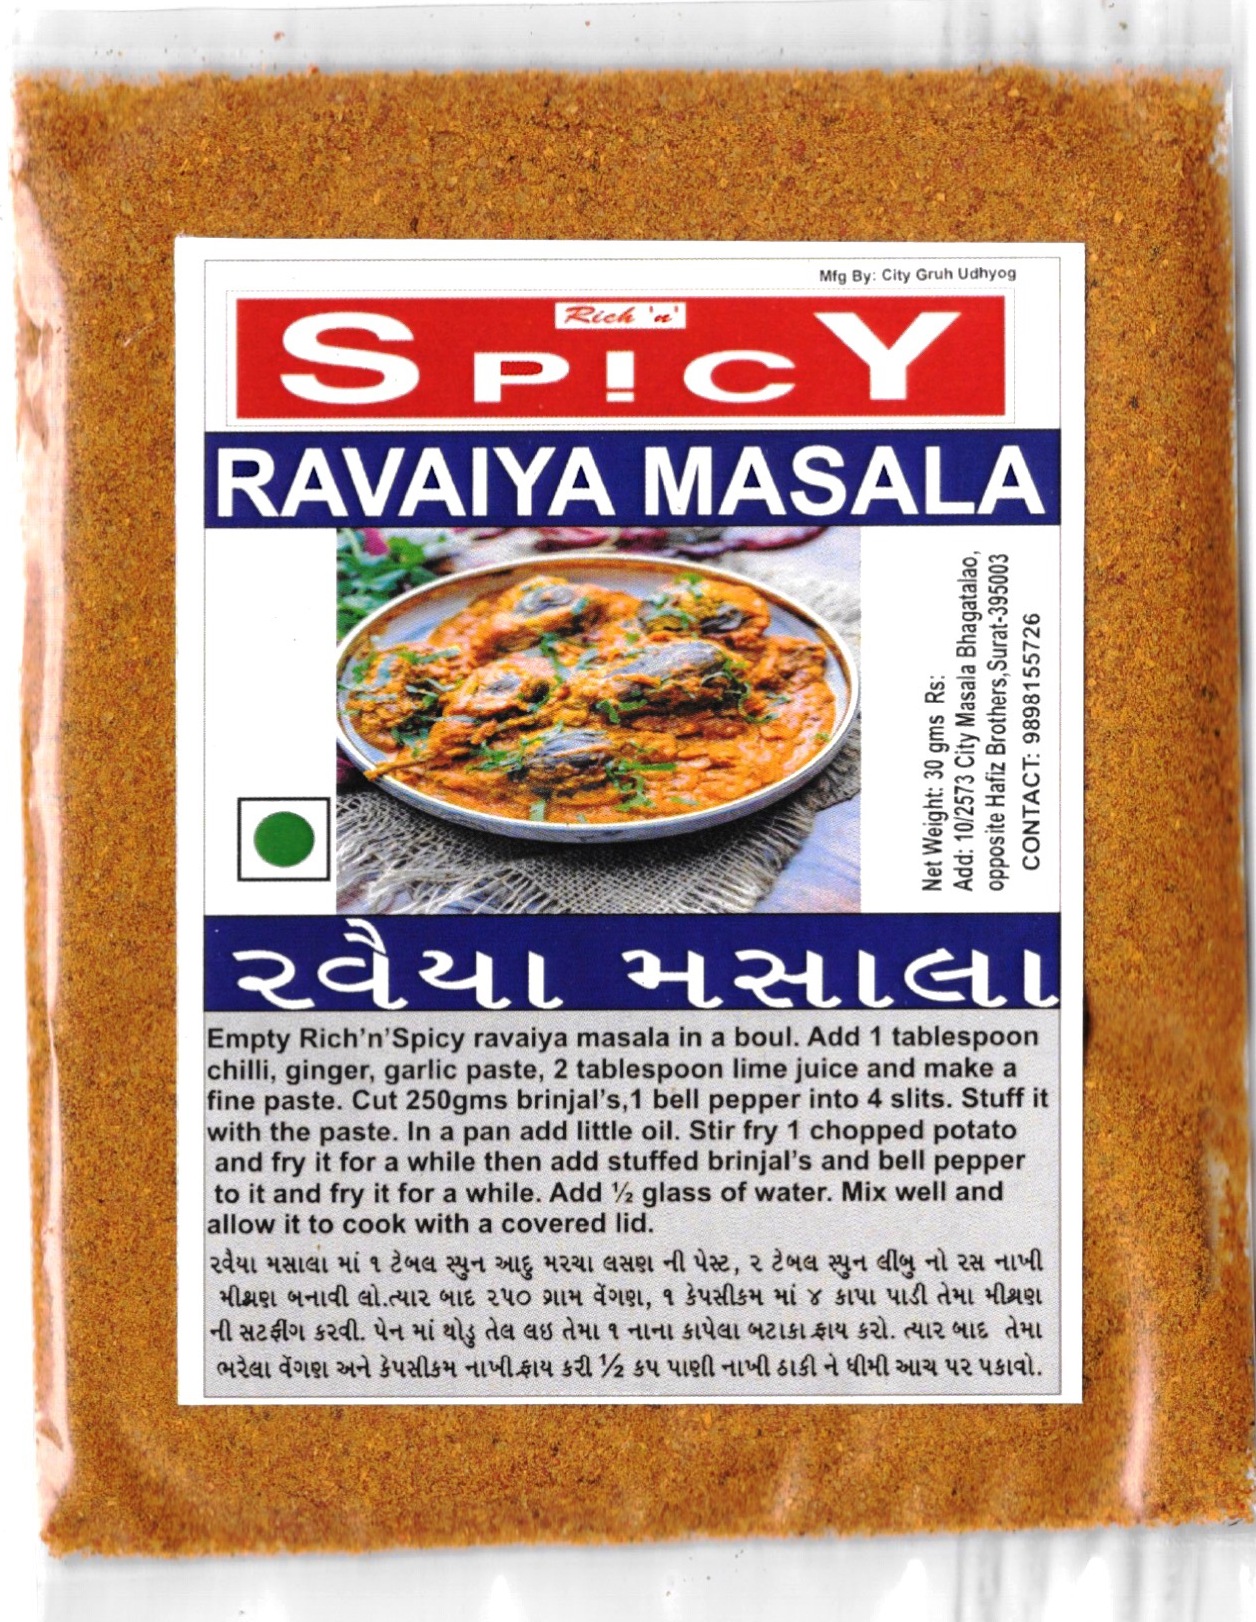 Mfg By: City Gruh Udhyog
Rich 'n'
SP!CY
RAVAIYA MASALA
Net Weight: 30 gms Rs:
Add: 10/2573 City Masala Bhagatalao,
opposite Hafiz Brothers,Surat-395003
CONTACT: 9898155726
રવૈયા મસાલા
Empty Rich'n'Spicy ravaiya masala in a boul. Add 1 tablespoon
chilli, ginger, garlic paste, 2 tablespoon lime juice and make a
fine paste. Cut 250gms brinjal's,1 bell pepper into 4 slits. Stuff it
with the paste. In a pan add little oil. Stir fry 1 chopped potato
and fry it for a while then add stuffed brinjal's and bell pepper
to it and fry it for a while. Add ½ glass of water. Mix well and
allow it to cook with a covered lid.
રવૈયા મસાલા માં ૧ ટેબલ સ્પુન આદુ મરચા લસણ ની પેસ્ટ, ૨ ટેબલ સ્પુન લીંબુ નો રસ નાખી
મીશ્રણ બનાવી લો.ત્યાર બાદ ૨૫૦ ગ્રામ વેંગણ, ૧ કેપસીકમ માં ૪ કાપા પાડી તેમા મીશ્રણ
ની સટફીંગ કરવી. પેન માં થોડુ તેલ લઇ તેમા ૧ નાના કાપેલા બટાકા ફ્રાય કરો. ત્યાર બાદ તેમા
ભરેલા વેંગણ અને કેપસીકમ નાખી ફ્રાય કરી ½ કપ પાણી નાખી ઠાકી ને ધીમી આચ પર પકાવો.